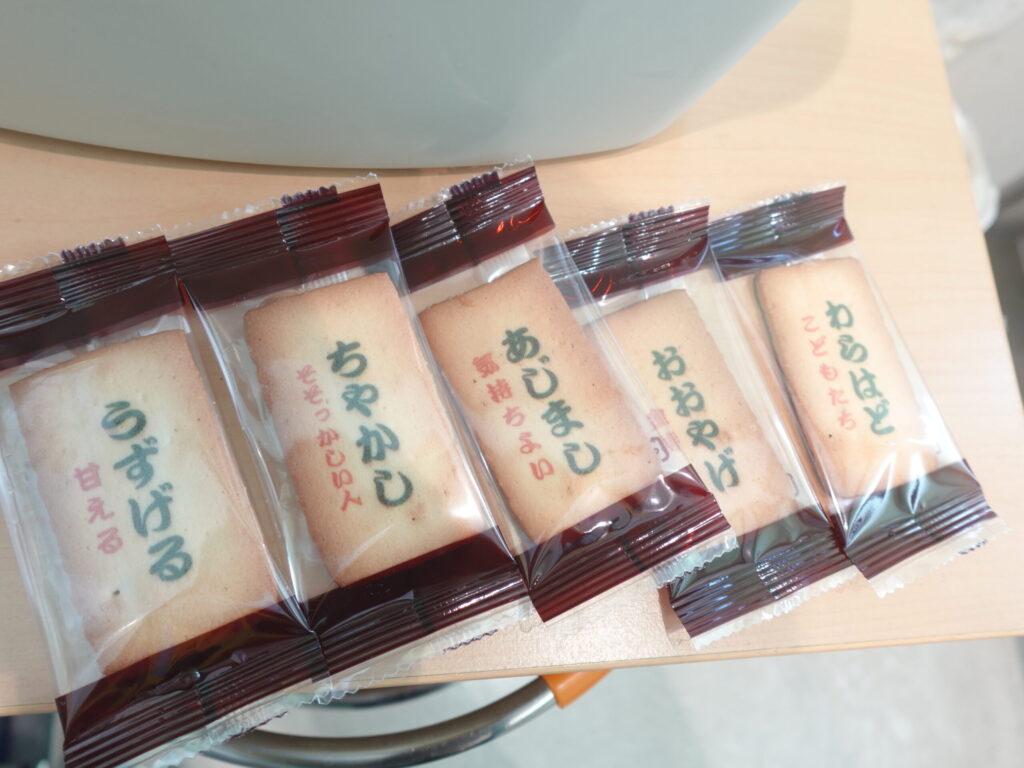 うずげる
甘える
ちやかし
そそっかしい人
あじまし
気持ちよい
おおやげ
わらはど
こどもたち